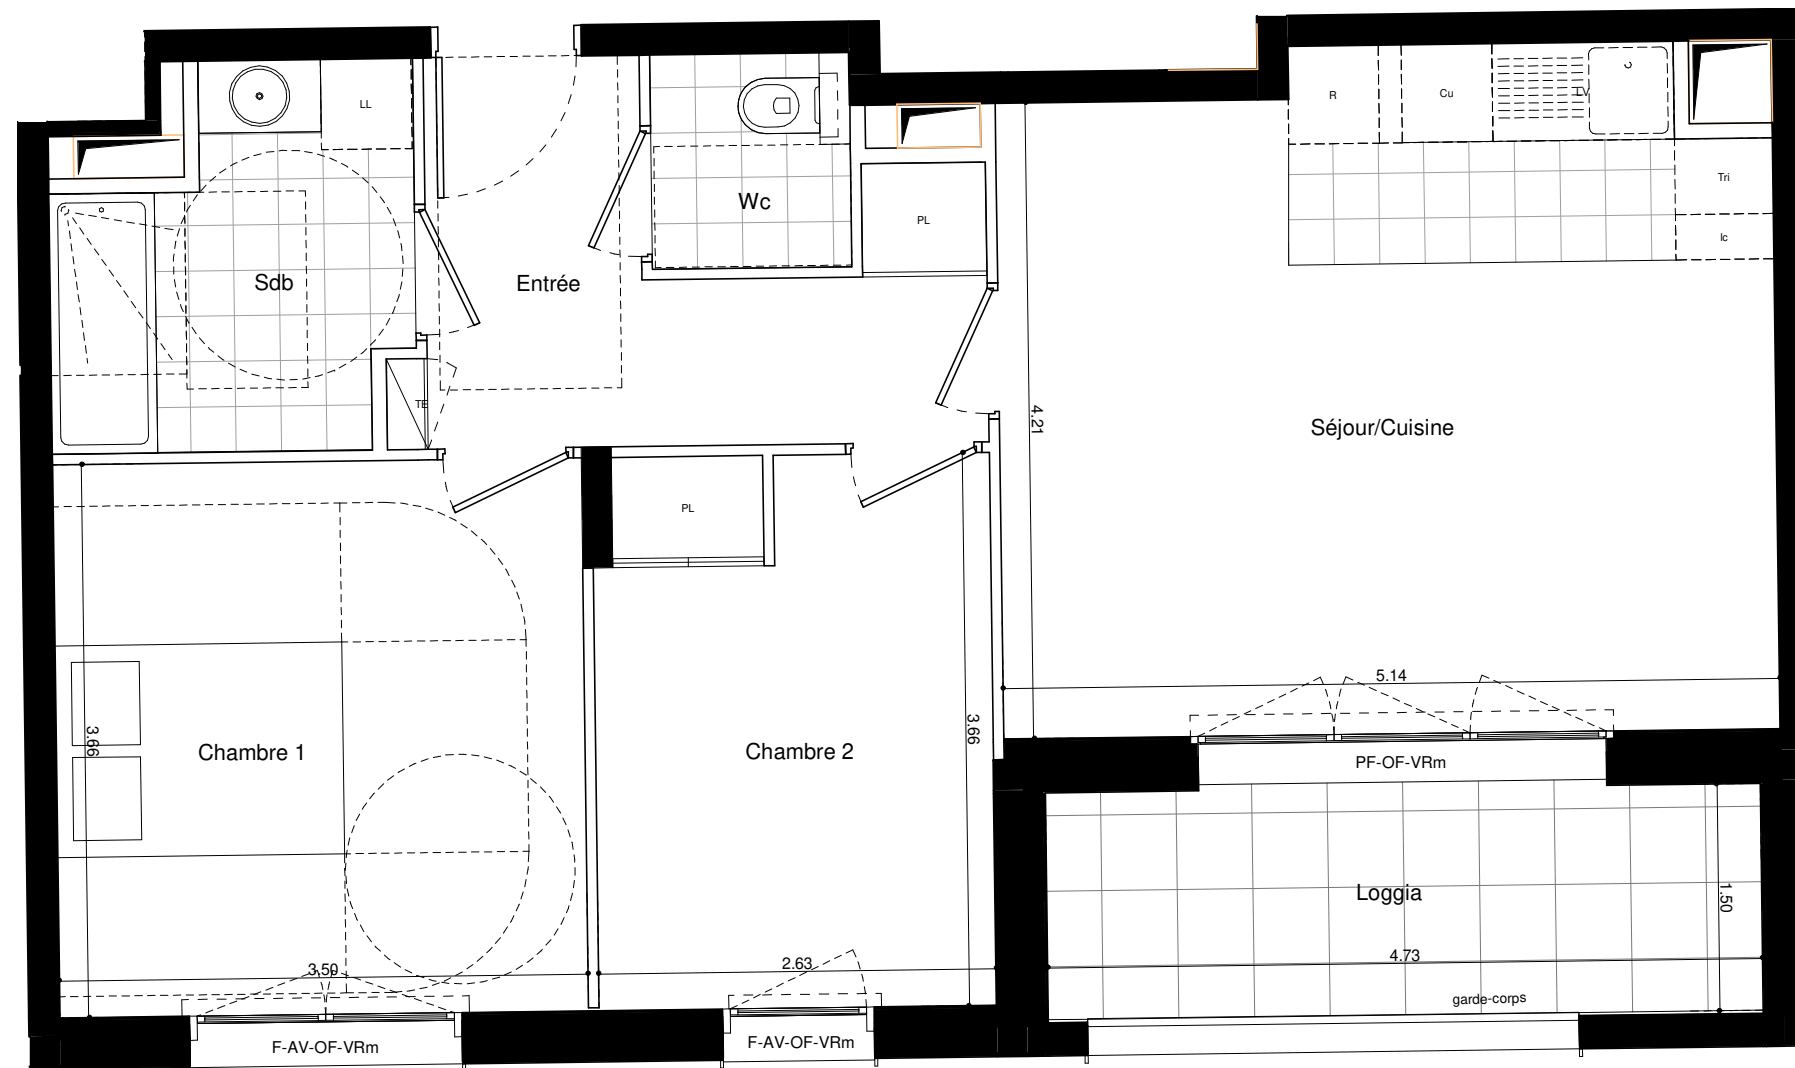 R
Cu
LV
LL
Tri
Wc
PL
Ic
Sdb
Entrée
TE
4.21
Séjour/Cuisine
PL
5.14
3.66
3.66
Chambre 1
Chambre 2
PF-OF-VRm
Loggia
1.50
4.73
3.50
2.63
garde-corps
F-AV-OF-VRm
F-AV-OF-VRm